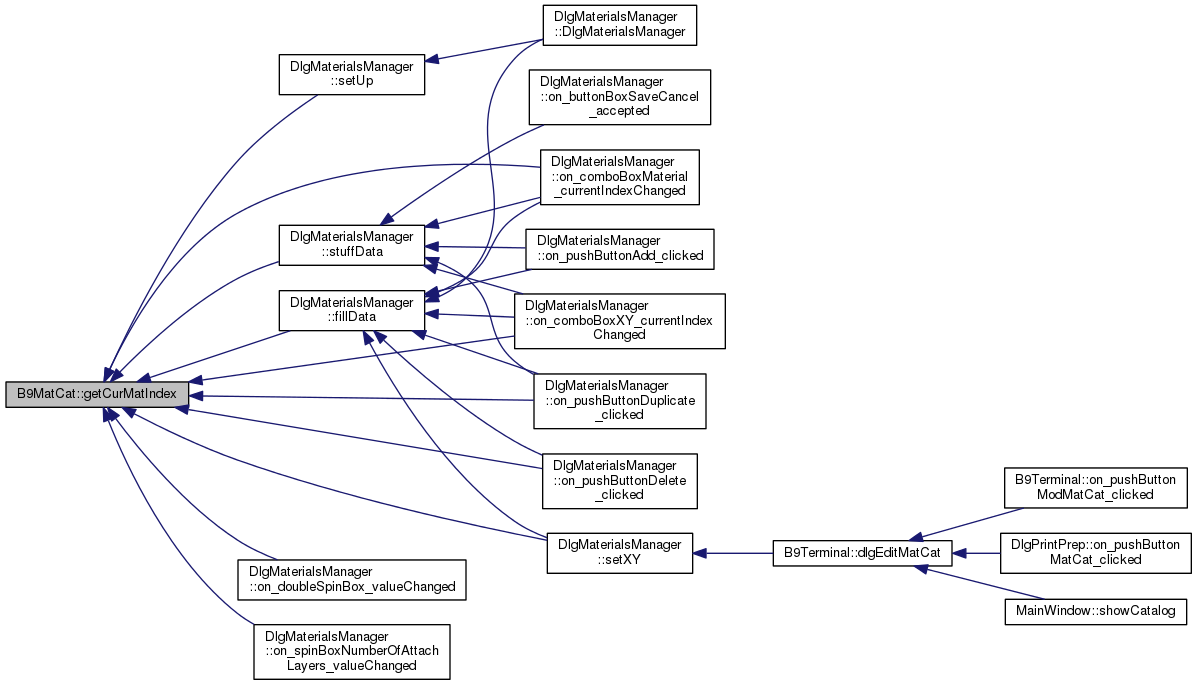 DlgMaterialsManager
::DlgMaterialsManager
DlgMaterialsManager
::setUp
DlgMaterialsManager
::on_buttonBoxSaveCancel
_accepted
DlgMaterialsManager
::on_comboBoxMaterial
_currentIndexChanged
DlgMaterialsManager
::stuffData
DlgMaterialsManager
::on_pushButtonAdd_clicked
DlgMaterialsManager
::fillData
DlgMaterialsManager
::on_comboBoxXY_currentIndex
Changed
B9MatCat::getCurMatIndex
DlgMaterialsManager
::on_pushButtonDuplicate
_clicked
DlgMaterialsManager
::on_pushButtonDelete
_clicked
DlgMaterialsManager
::setXY
B9Terminal::dlgEditMatCat
B9Terminal::on_pushButton
ModMatCat_clicked
DlgPrintPrep::on_pushButton
MatCat_clicked
MainWindow::showCatalog
DlgMaterialsManager
::on_doubleSpinBox_valueChanged
DlgMaterialsManager
::on_spinBoxNumberOfAttach
Layers_valueChanged